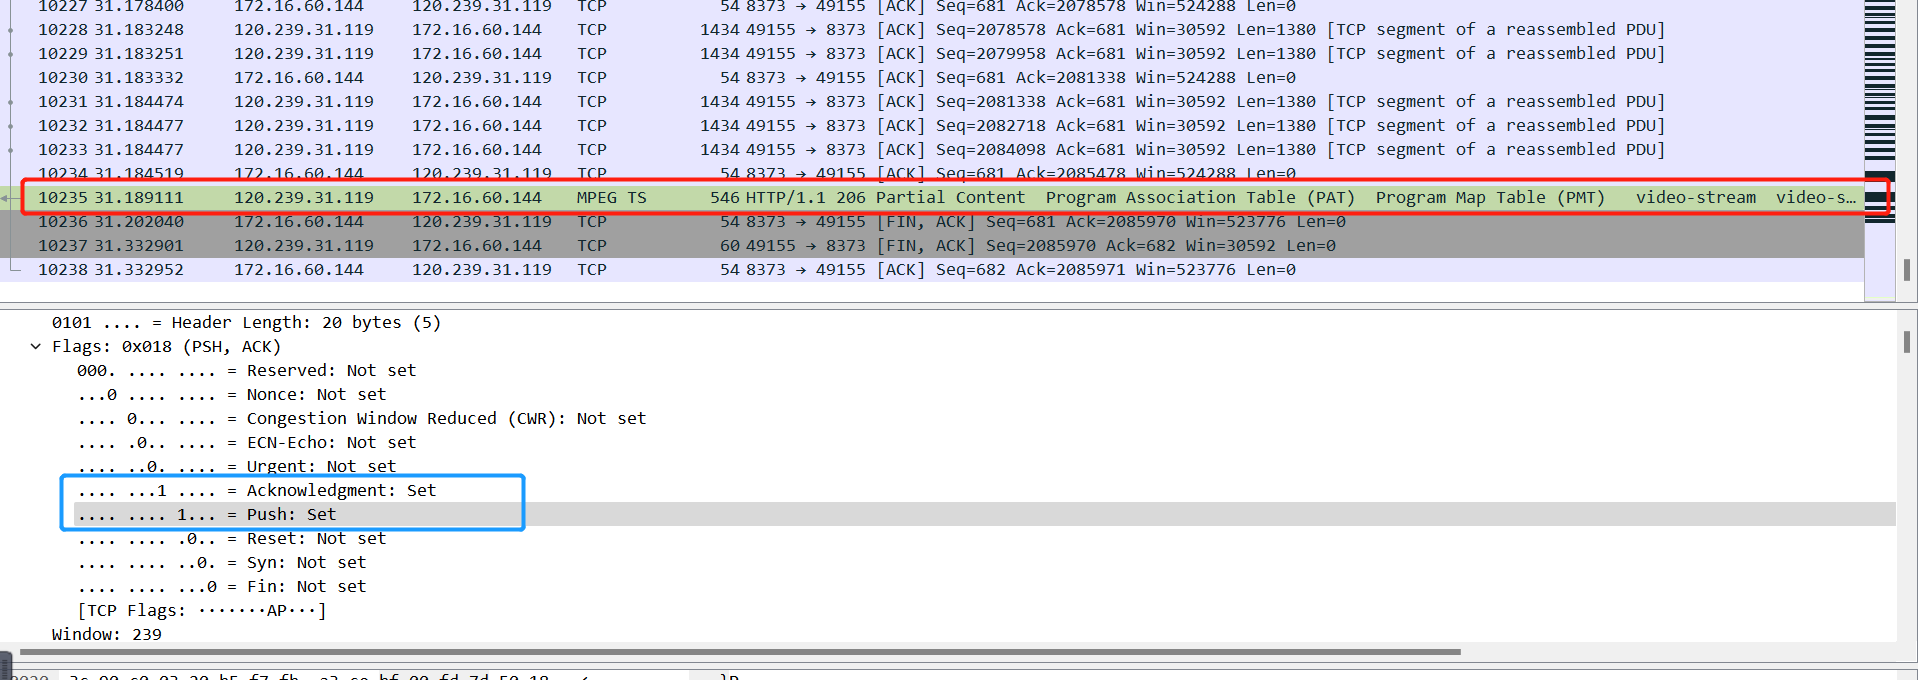 10227 31.178400 172.16.60.144 120.239.31.119 TCP 54 8373 → 49155 [ACK] Seq=681 Ack=2078578 Win=524288 Len=0
10228 31.183248 120.239.31.119 172.16.60.144 TCP 1434 49155 → 8373 [ACK] Seq=2078578 Ack=681 Win=30592 Len=1380 [TCP segment of a reassembled PDU]
10229 31.183251 120.239.31.119 172.16.60.144 TCP 1434 49155 → 8373 [ACK] Seq=2079958 Ack=681 Win=30592 Len=1380 [TCP segment of a reassembled PDU]
10230 31.183332 172.16.60.144 120.239.31.119 TCP 54 8373 → 49155 [ACK] Seq=681 Ack=2081338 Win=524288 Len=0
10231 31.184474 120.239.31.119 172.16.60.144 TCP 1434 49155 → 8373 [ACK] Seq=2081338 Ack=681 Win=30592 Len=1380 [TCP segment of a reassembled PDU]
10232 31.184477 120.239.31.119 172.16.60.144 TCP 1434 49155 → 8373 [ACK] Seq=2082718 Ack=681 Win=30592 Len=1380 [TCP segment of a reassembled PDU]
10233 31.184477 120.239.31.119 172.16.60.144 TCP 1434 49155 → 8373 [ACK] Seq=2084098 Ack=681 Win=30592 Len=1380 [TCP segment of a reassembled PDU]
10234 31.184519 172.16.60.144 120.239.31.119 TCP 54 8373 → 49155 [ACK] Seq=681 Ack=2085478 Win=524288 Len=0
10235 31.189111 120.239.31.119 172.16.60.144 MPEG TS 546 HTTP/1.1 206 Partial Content Program Association Table (PAT) Program Map Table (PMT) video-stream video-s…
10236 31.202040 172.16.60.144 120.239.31.119 TCP 54 8373 → 49155 [FIN, ACK] Seq=681 Ack=2085970 Win=523776 Len=0
10237 31.332901 120.239.31.119 172.16.60.144 TCP 60 49155 → 8373 [FIN, ACK] Seq=2085970 Ack=682 Win=30592 Len=0
10238 31.332952 172.16.60.144 120.239.31.119 TCP 54 8373 → 49155 [ACK] Seq=682 Ack=2085971 Win=523776 Len=0
0101 .... = Header Length: 20 bytes (5)
Flags: 0x018 (PSH, ACK)
000. .... .... = Reserved: Not set
...0 .... .... = Nonce: Not set
.... 0... .... = Congestion Window Reduced (CWR): Not set
.... .0.. .... = ECN-Echo: Not set
.... ..0. .... = Urgent: Not set
.... ...1 .... = Acknowledgment: Set
.... .... 1... = Push: Set
.... .... .0.. = Reset: Not set
.... .... ..0. = Syn: Not set
.... .... ...0 = Fin: Not set
[TCP Flags: ·······AP···]
Window: 239